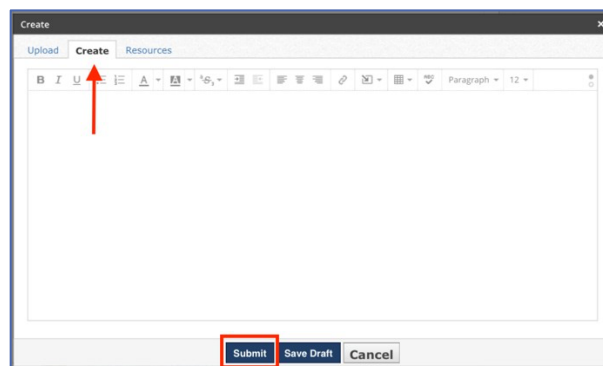 Create ×
Upload Create Resources
B I U A A Paragraph 12
Submit Save Draft Cancel